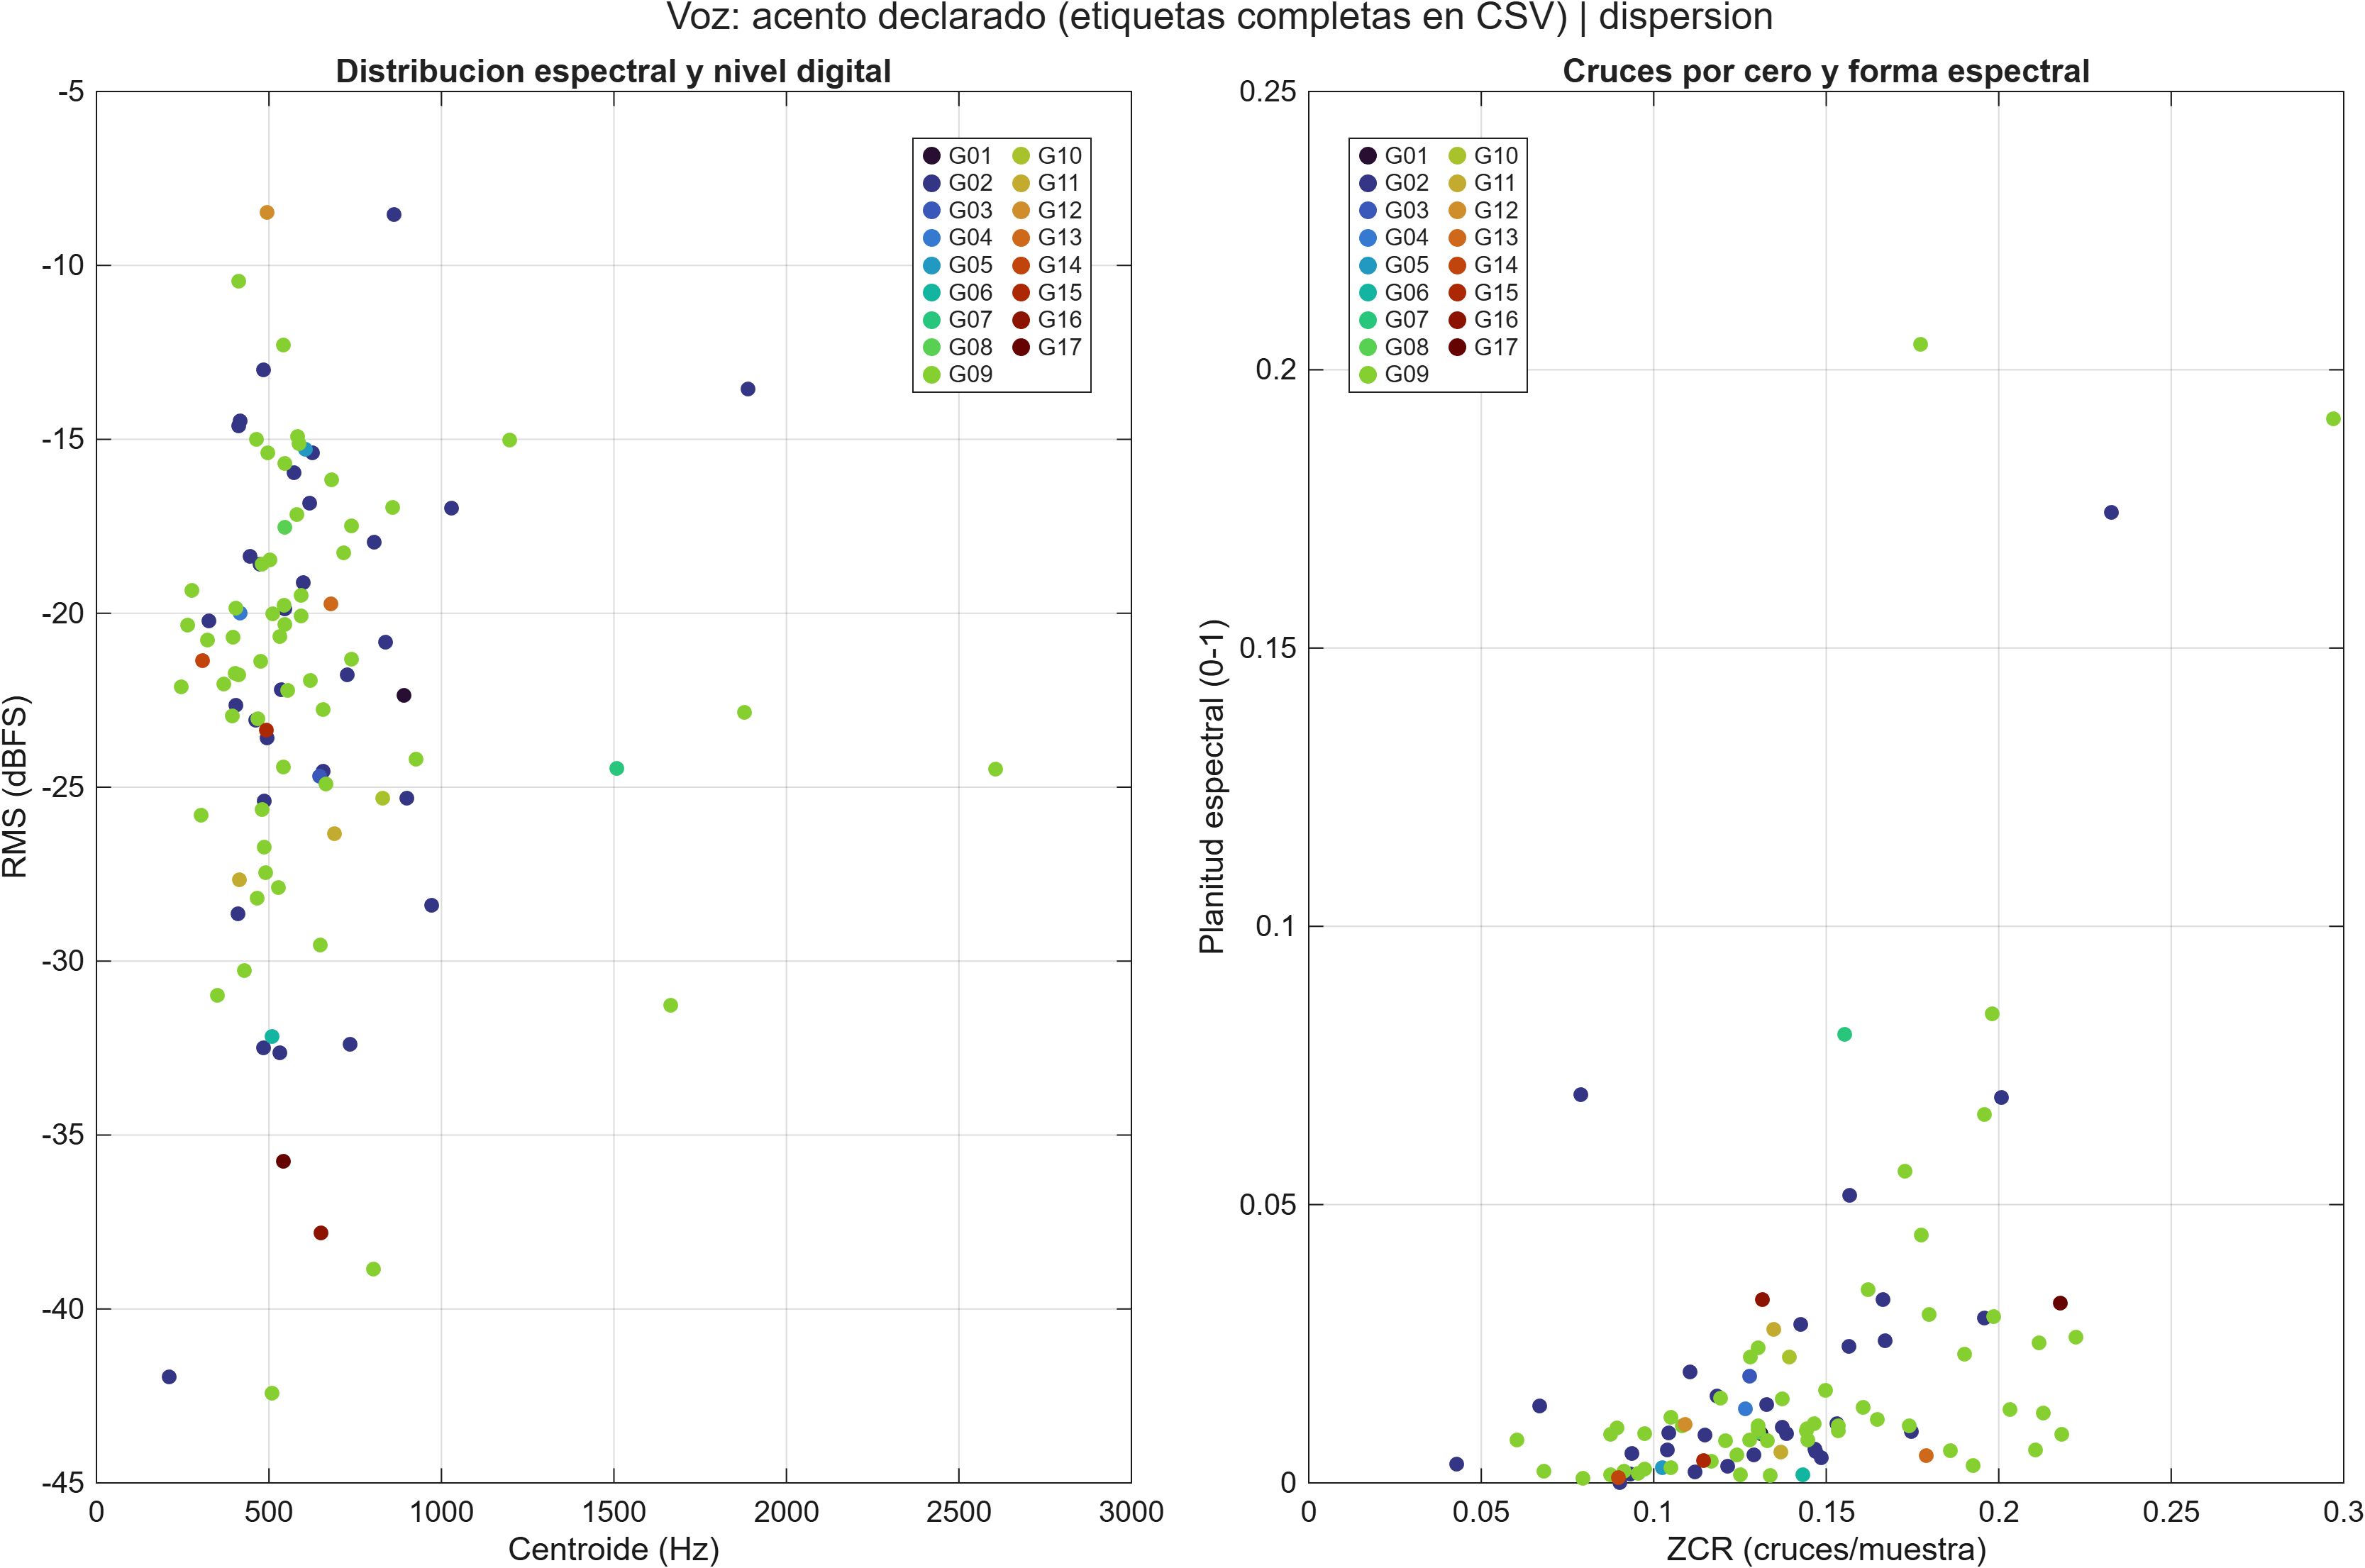 Voz: acento declarado (etiquetas completas en CSV) | dispersion
Distribucion espectral y nivel digital
-5
-10
-15
-20
-25
-30
-35
-40
-45
RMS (dBFS)
0 500 1000 1500 2000 2500 3000
Centroide (Hz)
G01 G10
G02 G11
G03 G12
G04 G13
G05 G14
G06 G15
G07 G16
G08 G17
G09
Cruces por cero y forma espectral
0.25
0.2
0.15
0.1
0.05
0
Planitud espectral (0-1)
0 0.05 0.1 0.15 0.2 0.25 0.3
ZCR (cruces/muestra)
G01 G10
G02 G11
G03 G12
G04 G13
G05 G14
G06 G15
G07 G16
G08 G17
G09